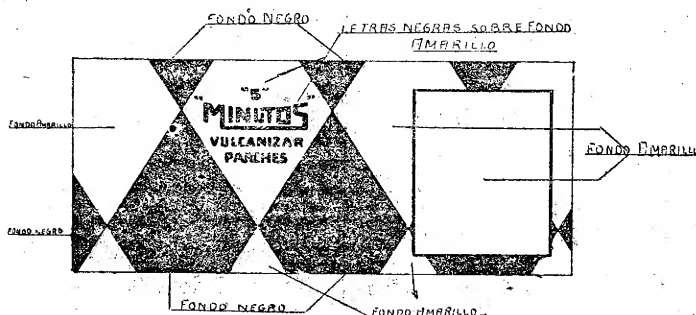 FONDO NEGRO
LETRAS NEGRAS SOBRE FONDO
AMARILLO
"5"
"MINUTOS"
VULCANIZAR
PARCHES
FONDO AMARILLO
FONDO AMARILL
FONDO NEGRO
FONDO NEGRO
FONDO AMARILLO